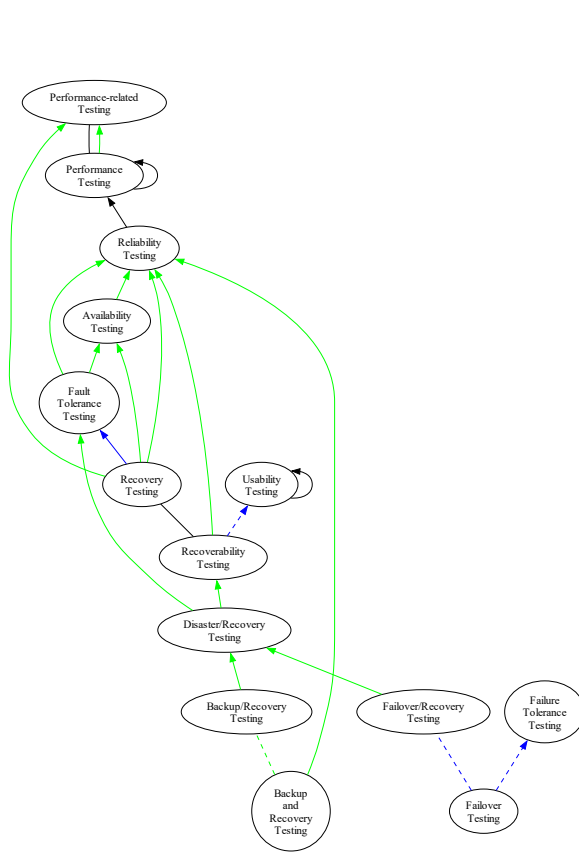 Performance-related
Testing
Performance
Testing
Reliability
Testing
Availability
Testing
Fault
Tolerance
Testing
Recovery
Testing
Usability
Testing
Recoverability
Testing
Disaster/Recovery
Testing
Backup/Recovery
Testing
Failover/Recovery
Testing
Failure
Tolerance
Testing
Backup
and
Recovery
Testing
Failover
Testing